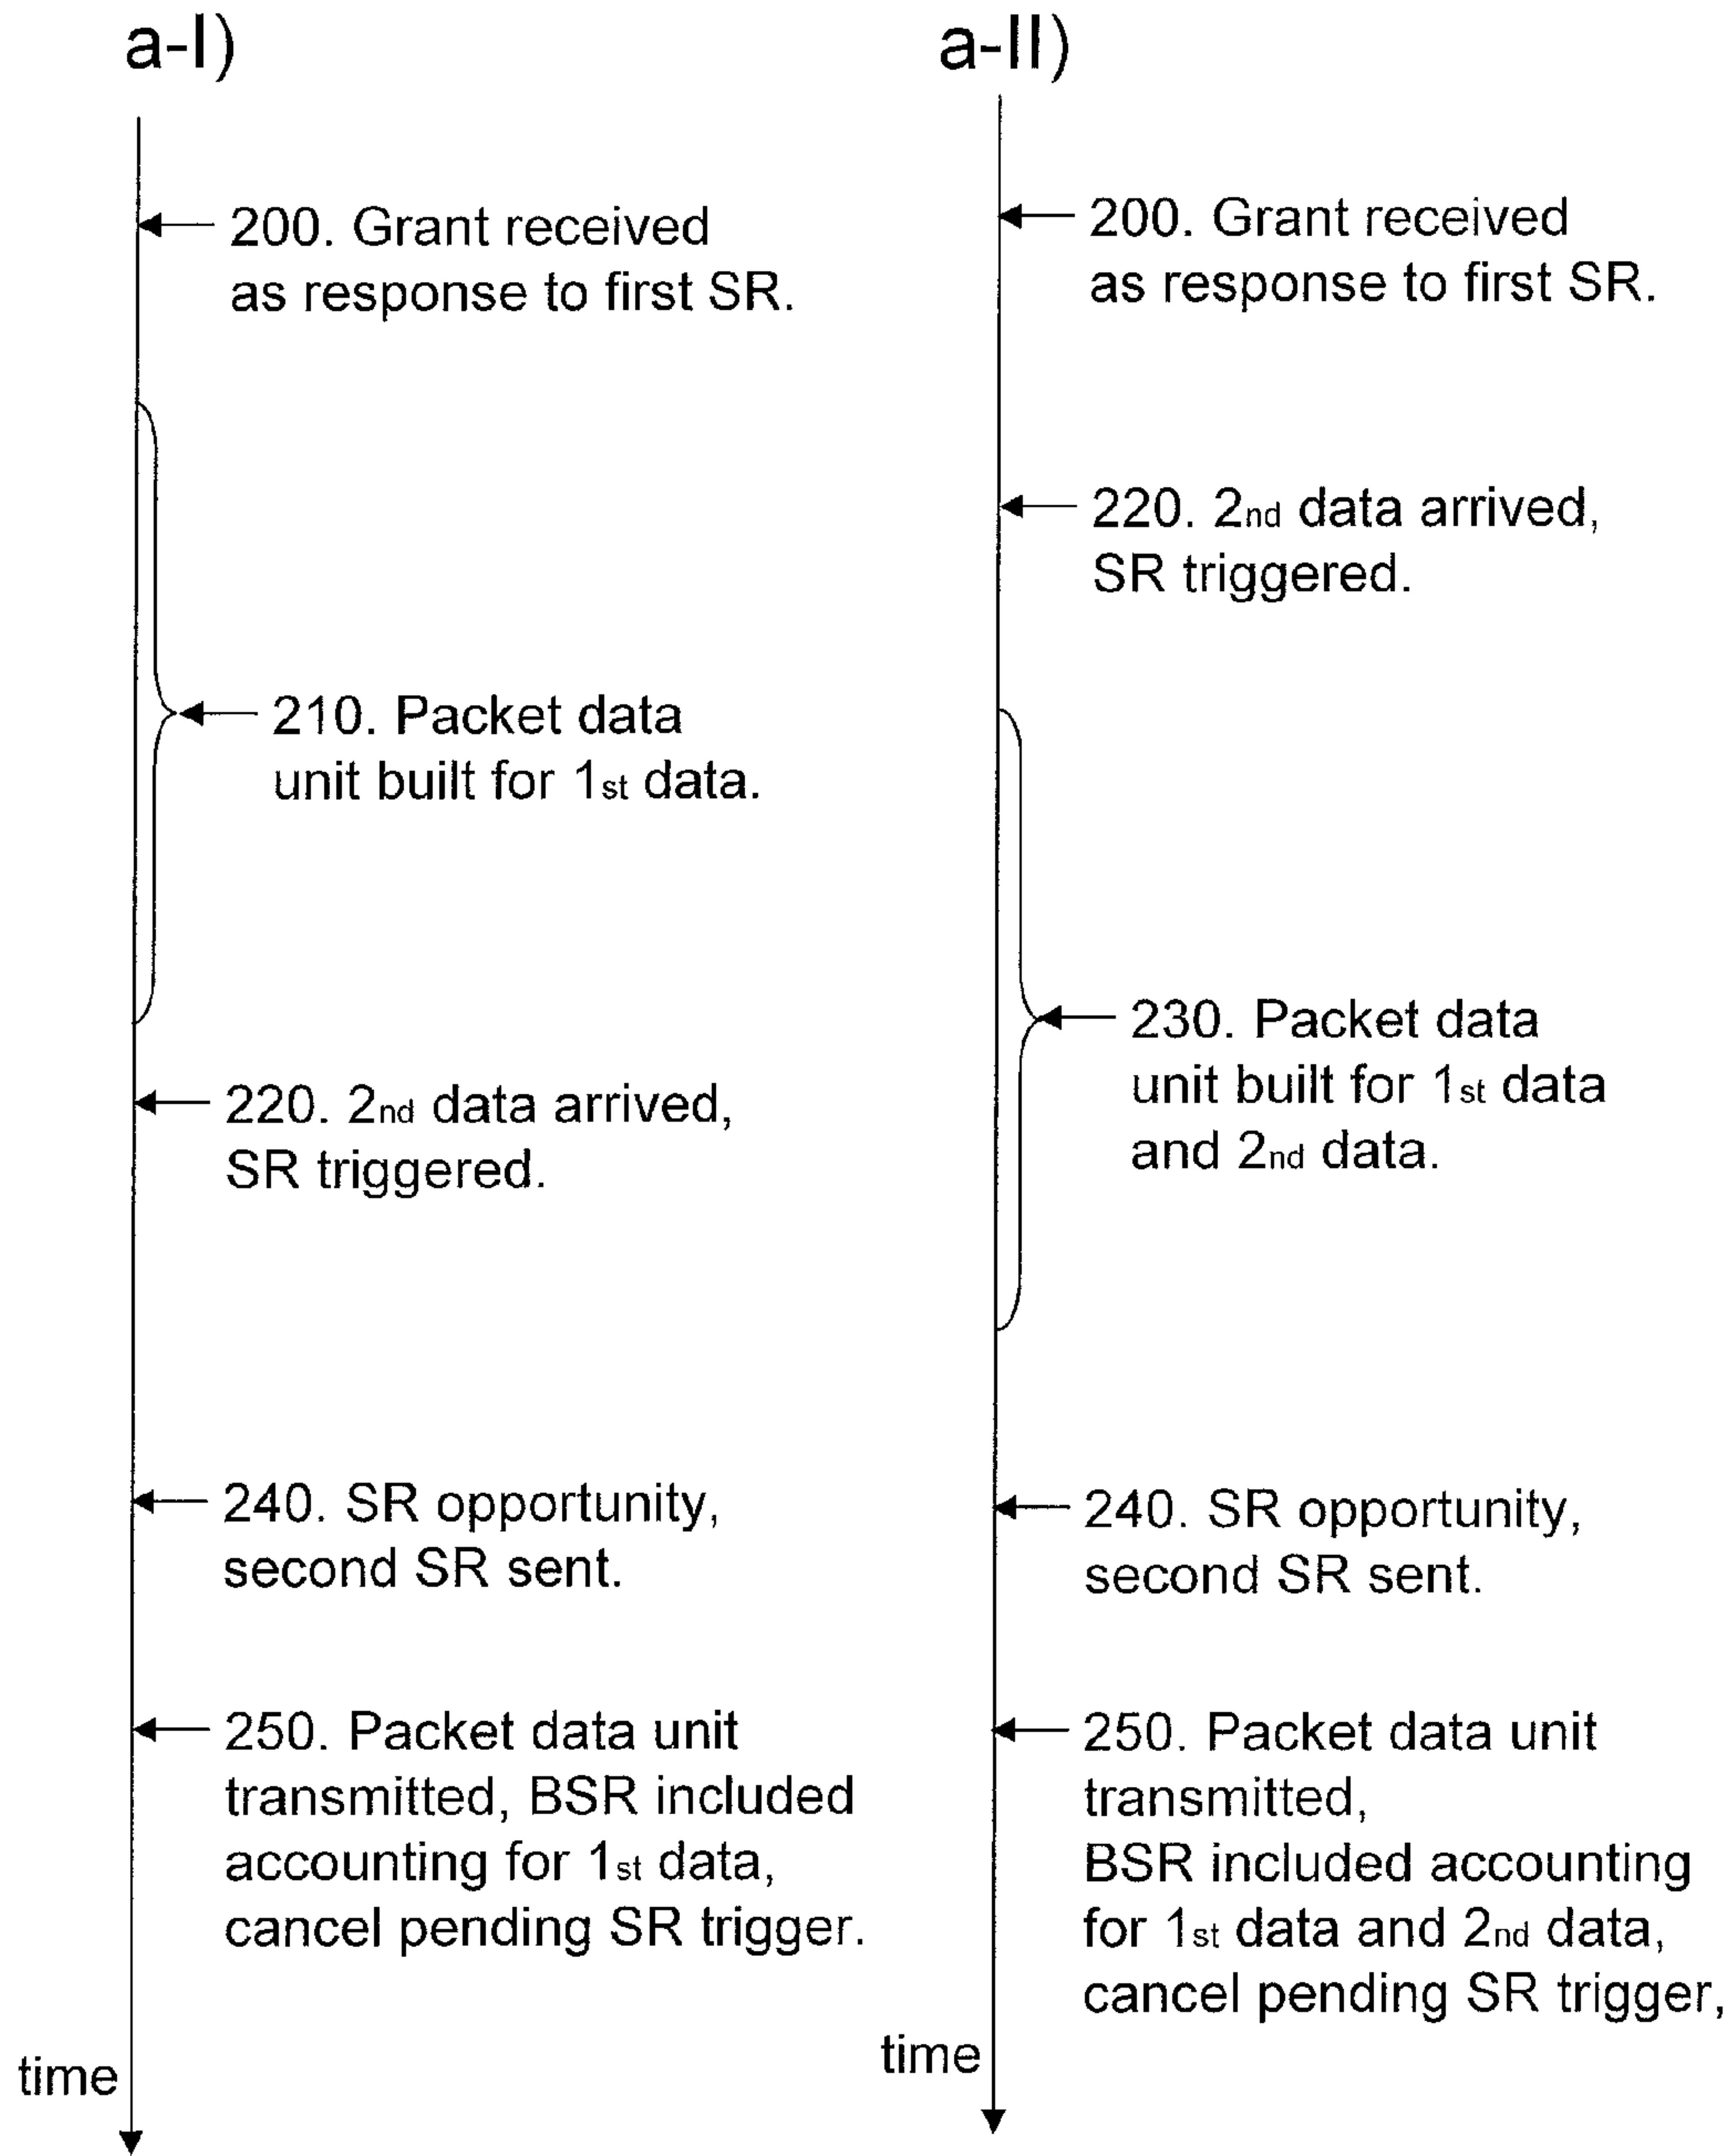 a-I)
200. Grant received
as response to first SR.
210. Packet data
unit built for 1st data.
220. 2nd data arrived,
SR triggered.
240. SR opportunity,
second SR sent.
250. Packet data unit
transmitted, BSR included
accounting for 1st data,
cancel pending SR trigger.
time
a-II)
200. Grant received
as response to first SR.
220. 2nd data arrived,
SR triggered.
230. Packet data
unit built for 1st data
and 2nd data.
240. SR opportunity,
second SR sent.
250. Packet data unit
transmitted,
BSR included accounting
for 1st data and 2nd data,
cancel pending SR trigger,
time